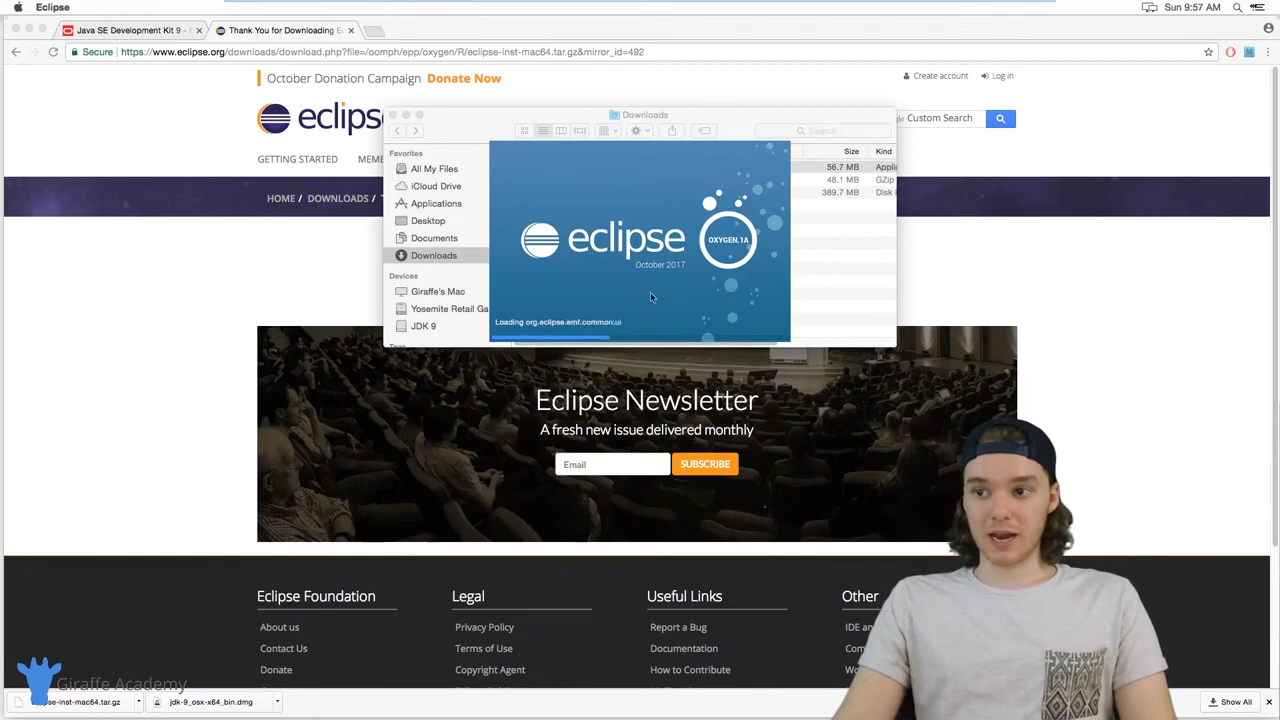 Eclipse
Sun 9:57 AM
Java SE Development Kit 9 -
Thank You for Downloading Ec
Secure
https://www.eclipse.org/downloads/download.php?file=/oomph/epp/oxygen/R/eclipse-inst-mac64.tar.gz&mirror_id=492
October Donation Campaign Donate Now
Create account
Log in
eclips
Custom Search
GETTING STARTED
MEME
HOME / DOWNLOADS /
Downloads
Search
Favorites
All My Files
iCloud Drive
Applications
Desktop
Documents
Downloads
Devices
Giraffe's Mac
Yosemite Retail Ga
JDK 9
Size
Kind
56.7 MB
Appli
48.1 MB
GZip
389.7 MB
Disk
eclipse
OXYGEN.1A
October 2017
Loading org.eclipse.emf.common.ui
Eclipse Newsletter
A fresh new issue delivered monthly
Email
SUBSCRIBE
Eclipse Foundation
About us
Contact Us
Donate
Legal
Privacy Policy
Terms of Use
Copyright Agent
Useful Links
Report a Bug
Documentation
How to Contribute
Other
IDE an
Com
Wo
Giraffe Academy
eclipse-inst-mac64.tar.gz
jdk-9_osx-x64_bin.dmg
Show All